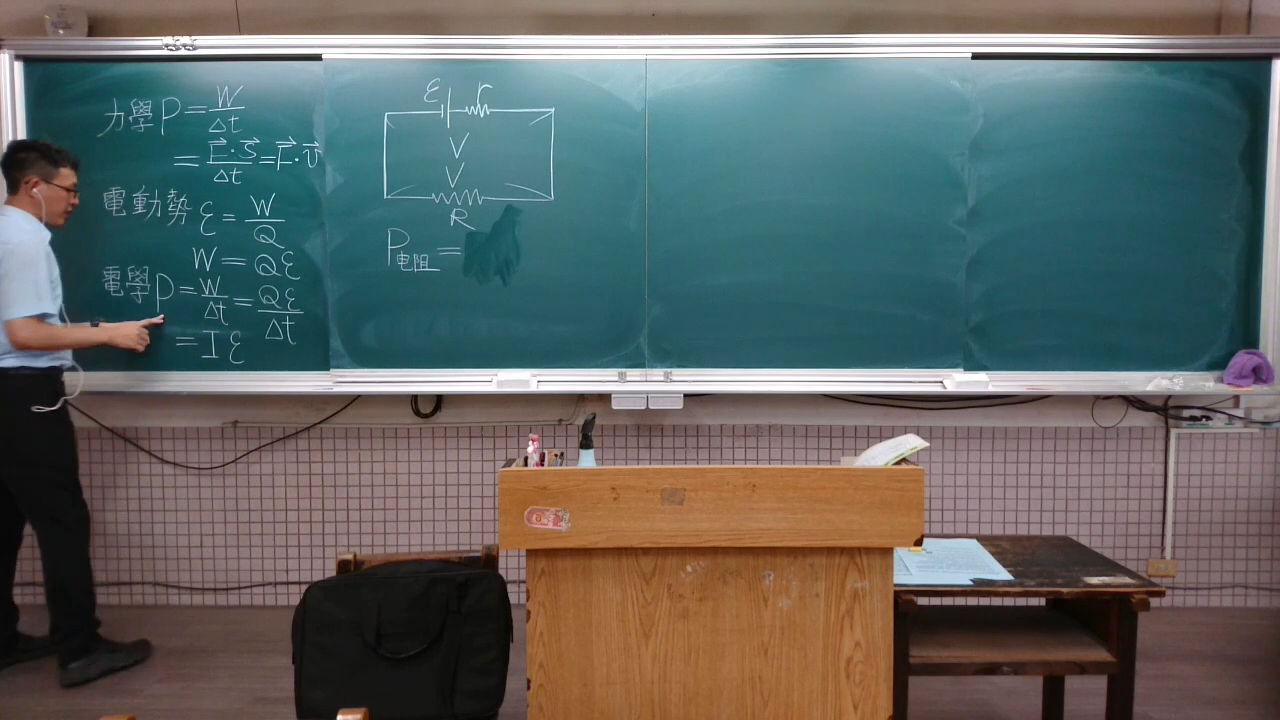 力學 P = W/Δt
= F⃗·S⃗/Δt = F⃗·v⃗
電動勢 ε = W/Q
W = Qε
電學 P = W/Δt = Qε/Δt
= Iε
ε r
V
V
R
P電阻 =